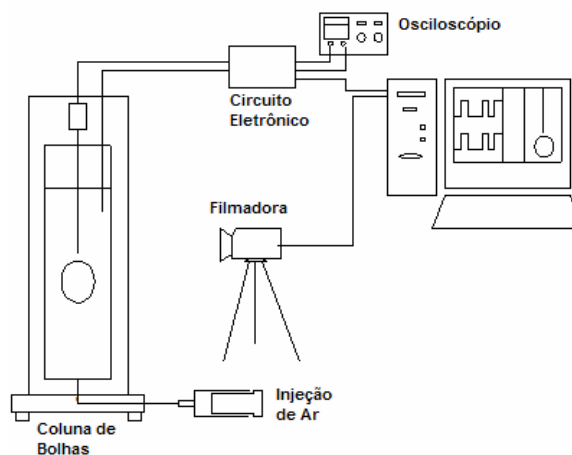 Osciloscópio
Circuito
Eletrônico
Filmadora
Injeção
de Ar
Coluna de
Bolhas